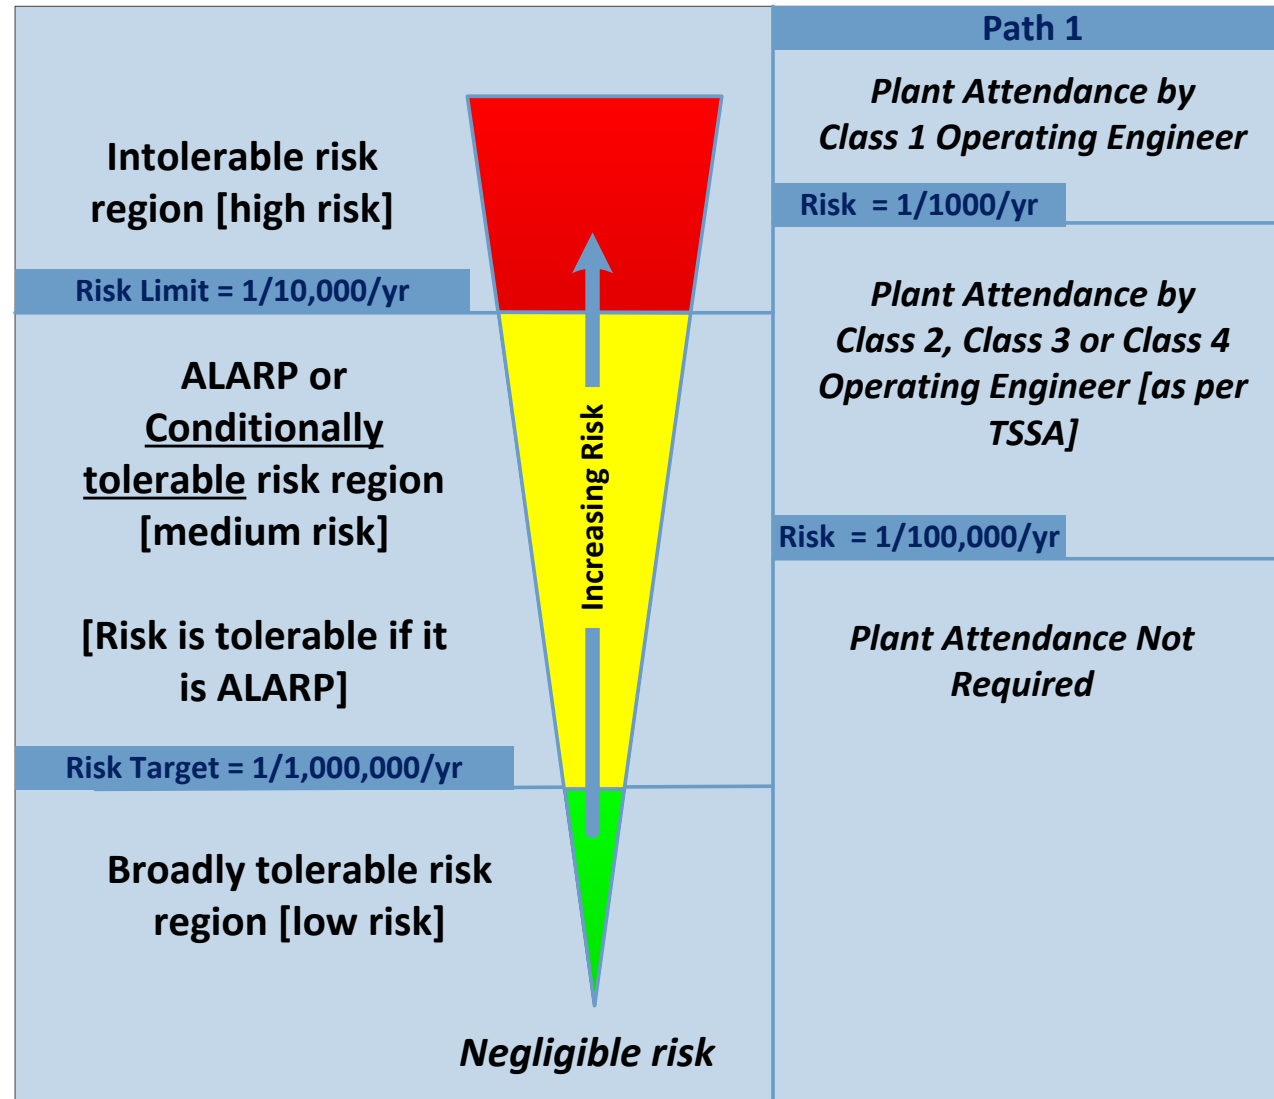 Intolerable risk
region [high risk]
Risk Limit = 1/10,000/yr
ALARP or
Conditionally
tolerable risk region
[medium risk]
[Risk is tolerable if it
is ALARP]
Risk Target = 1/1,000,000/yr
Broadly tolerable risk
region [low risk]
Increasing Risk
Negligible risk
Path 1
Plant Attendance by
Class 1 Operating Engineer
Risk = 1/1000/yr
Plant Attendance by
Class 2, Class 3 or Class 4
Operating Engineer [as per
TSSA]
Risk = 1/100,000/yr
Plant Attendance Not
Required